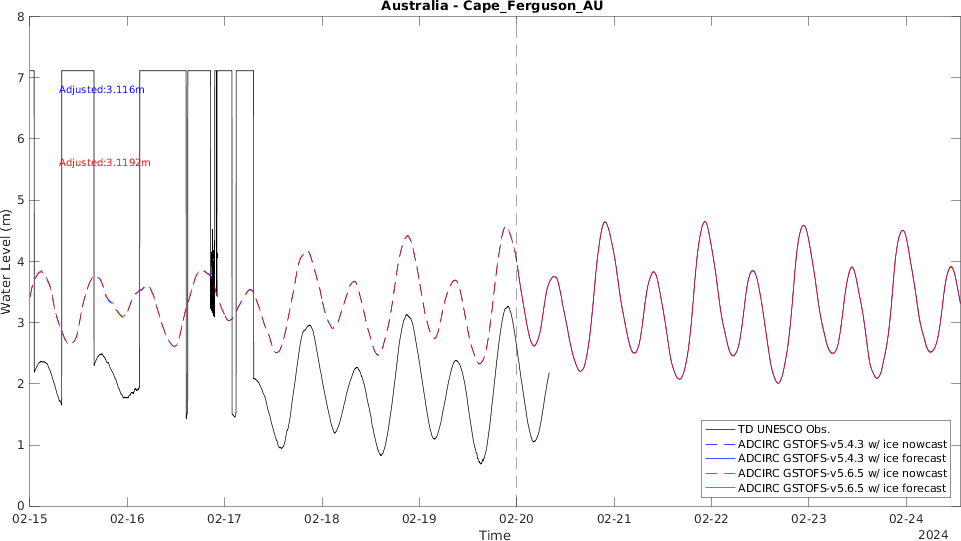 Australia - Cape_Ferguson_AU
8
7
6
5
4
3
2
1
0
Water Level (m)
Adjusted:3.116m
Adjusted:3.1192m
TD UNESCO Obs.
ADCIRC GSTOFS-v5.4.3 w/ ice nowcast
ADCIRC GSTOFS-v5.4.3 w/ ice forecast
ADCIRC GSTOFS-v5.6.5 w/ ice nowcast
ADCIRC GSTOFS-v5.6.5 w/ ice forecast
02-15 02-16 02-17 02-18 02-19 02-20 02-21 02-22 02-23 02-24
Time
2024